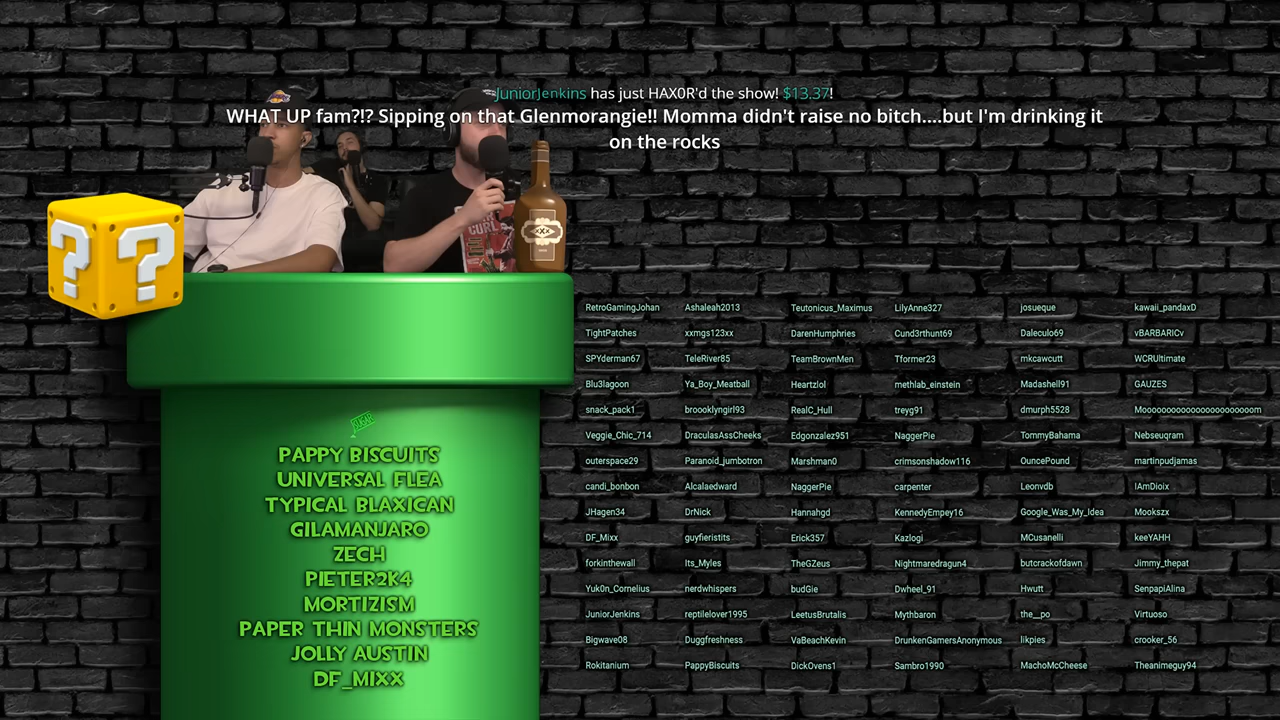 JuniorJenkins has just HAX0R'd the show! $13.37!
WHAT UP fam?!? Sipping on that Glenmorangie!! Momma didn't raise no bitch....but I'm drinking it
on the rocks
? ?
CURL
XX
SUGAR
PAPPY BISCUITS
UNIVERSAL FLEA
TYPICAL BLAXICAN
GILAMANJARO
ZECH
PIETER2K4
MORTIZISM
PAPER THIN MONSTERS
JOLLY AUSTIN
DF_MIXX
RetroGamingJohan Ashaleah2013 Teutonicus_Maximus LilyAnne327 josueque kawaii_pandaxD
TightPatches xxmgs123xx DarenHumphries Cund3rthunt69 Daleculo69 vBARBARICv
SPYderman67 TeleRiver85 TeamBrownMen Tformer23 mkcawcutt WCRUltimate
Blu3lagoon Ya_Boy_Meatball Heartzlol methlab_einstein Madashell91 GAUZES
snack_pack1 broooklyngirl93 RealC_Hull treyg91 dmurph5528 Mooooooooooooooooooooooom
Veggie_Chic_714 DraculasAssCheeks Edgonzalez951 NaggerPie TommyBahama Nebseuqram
outerspace29 Paranoid_jumbotron Marshman0 crimsonshadow116 OuncePound martinpudjamas
candi_bonbon Alcalaedward NaggerPie carpenter Leonvdb IAmDioix
JHagen34 DrNick Hannahgd KennedyEmpey16 Google_Was_My_Idea Mookszx
DF_Mixx guyfieristits Erick357 Kazlogi MCusanelli keeYAHH
forkinthewall Its_Myles TheGZeus Nightmaredragun4 butcrackofdawn Jimmy_thepat
Yuk0n_Cornelius nerdwhispers budGie Dwheel_91 Hwutt SenpapiAlina
JuniorJenkins reptilelover1995 LeetusBrutalis Mythbaron the__po Virtuoso
Bigwave08 Duggfreshness VaBeachKevin DrunkenGamersAnonymous likpies crooker_56
Rokitanium PappyBiscuits DickOvens1 Sambro1990 MachoMcCheese Theanimeguy94